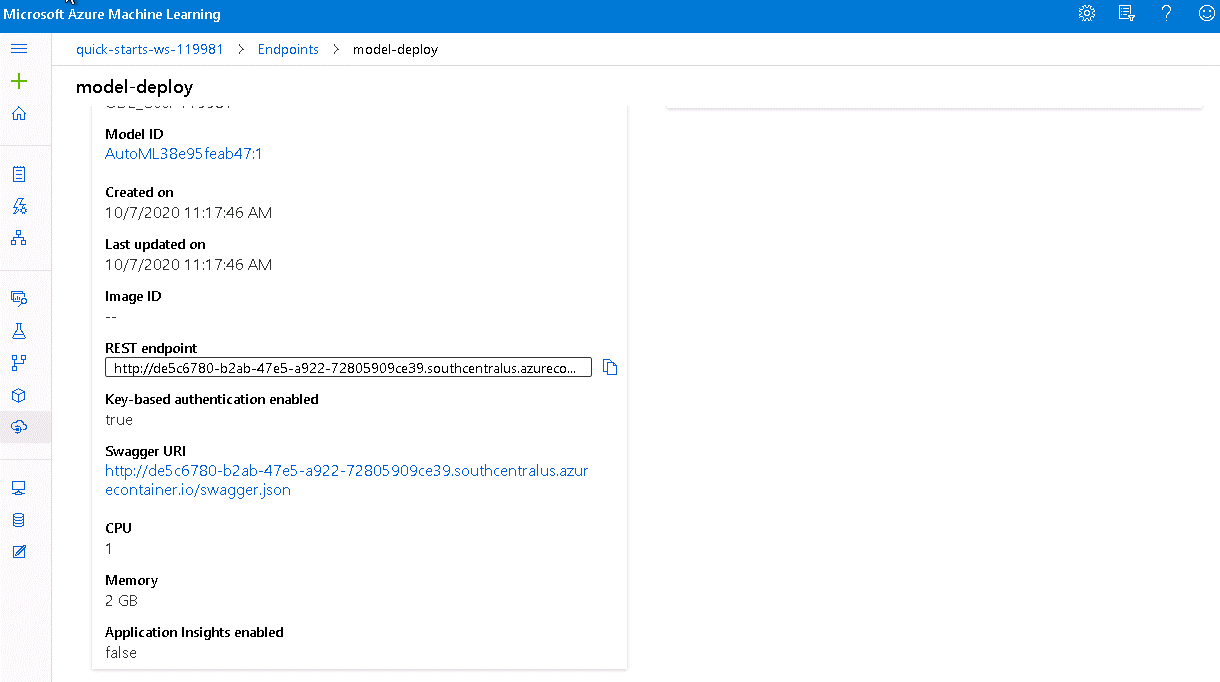 Microsoft Azure Machine Learning
quick-starts-ws-119981 > Endpoints > model-deploy
model-deploy
Model ID
AutoML38e95feab47:1
Created on
10/7/2020 11:17:46 AM
Last updated on
10/7/2020 11:17:46 AM
Image ID
--
REST endpoint
http://de5c6780-b2ab-47e5-a922-72805909ce39.southcentralus.azureco...
Key-based authentication enabled
true
Swagger URI
http://de5c6780-b2ab-47e5-a922-72805909ce39.southcentralus.azur
econtainer.io/swagger.json
CPU
1
Memory
2 GB
Application Insights enabled
false